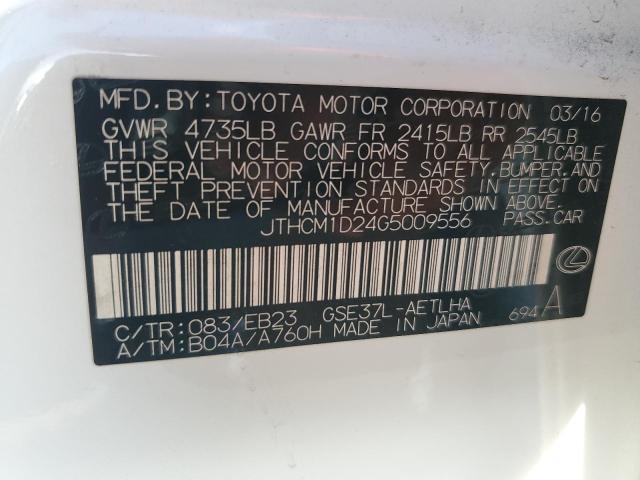 MFD.BY:TOYOTA MOTOR CORPORATION 03/16
GVWR 4735LB GAWR FR 2415LB RR 2545LB
THIS VEHICLE CONFORMS TO ALL APPLICABLE
FEDERAL MOTOR VEHICLE SAFETY,BUMPER,AND
THEFT PREVENTION STANDARDS IN EFFECT ON
THE DATE OF MANUFACTURE SHOWN ABOVE.
JTHCM1D24G5009556 PASS.CAR
C/TR:083/EB23 GSE37L-AETLHA
A/TM:B04A/A760H MADE IN JAPAN 694 A